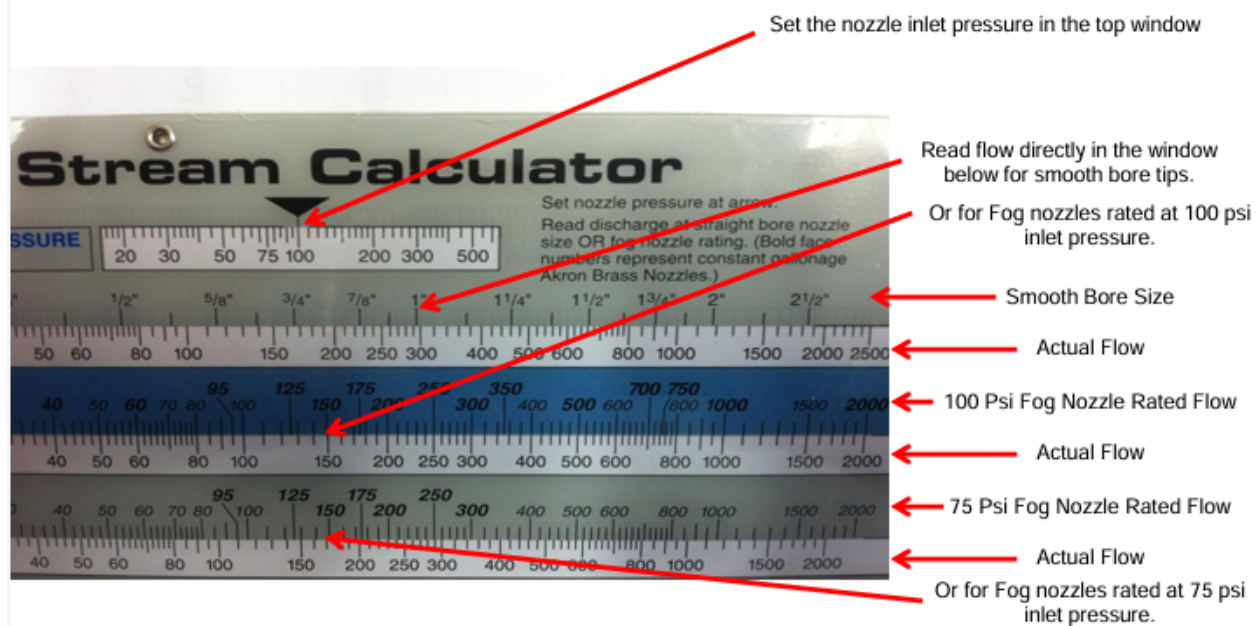 Set the nozzle inlet pressure in the top window
Stream Calculator
Set nozzle pressure at arrow.
Read discharge at straight bore nozzle
size OR fog nozzle rating. (Bold face
numbers represent constant gallonage
Akron Brass Nozzles.)
SSURE
20 30 50 75 100 200 300 500
Read flow directly in the window
below for smooth bore tips.
Or for Fog nozzles rated at 100 psi
inlet pressure.
1/2" 5/8" 3/4" 7/8" 1" 1 1/4" 1 1/2" 1 3/4" 2" 2 1/2"
Smooth Bore Size
50 60 80 100 150 200 250 300 400 500 600 800 1000 1500 2000 2500
Actual Flow
95 125 175 250 350 700 750
40 50 60 70 80 100 150 200 300 400 500 600 800 1000 1500 2000
100 Psi Fog Nozzle Rated Flow
40 50 60 80 100 150 200 250 300 400 500 600 800 1000 1500 2000
Actual Flow
95 125 175 250
40 50 60 70 80 100 150 200 300 400 500 600 800 1000 1500 2000
75 Psi Fog Nozzle Rated Flow
40 50 60 80 100 150 200 250 300 400 500 600 800 1000 1500 2000
Actual Flow
Or for Fog nozzles rated at 75 psi
inlet pressure.